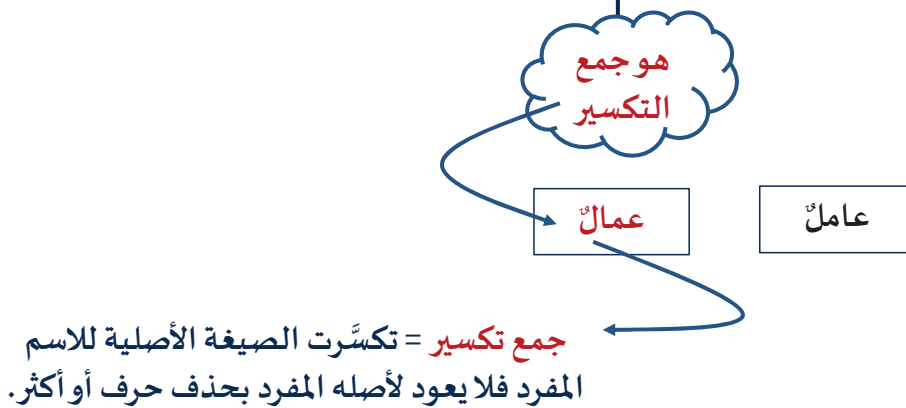 هو جمع
التكسير
عاملٌ
عمالٌ
جمع تكسير = تكسَّرت الصيغة الأصلية للاسم
المفرد فلا يعود لأصله المفرد بحذف حرف أو أكثر.